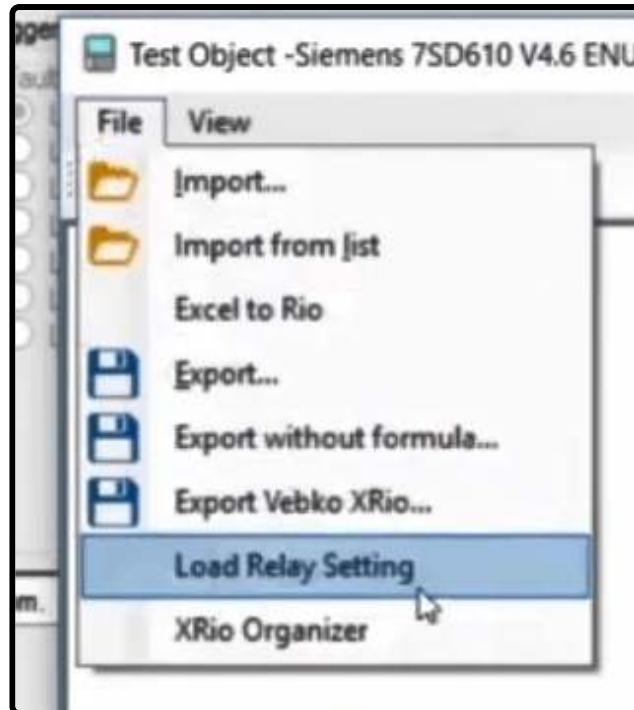 Test Object -Siemens 7SD610 V4.6 ENU
File View
Import...
Import from list
Excel to Rio
Export...
Export without formula...
Export Vebko XRio...
Load Relay Setting
XRio Organizer
m.